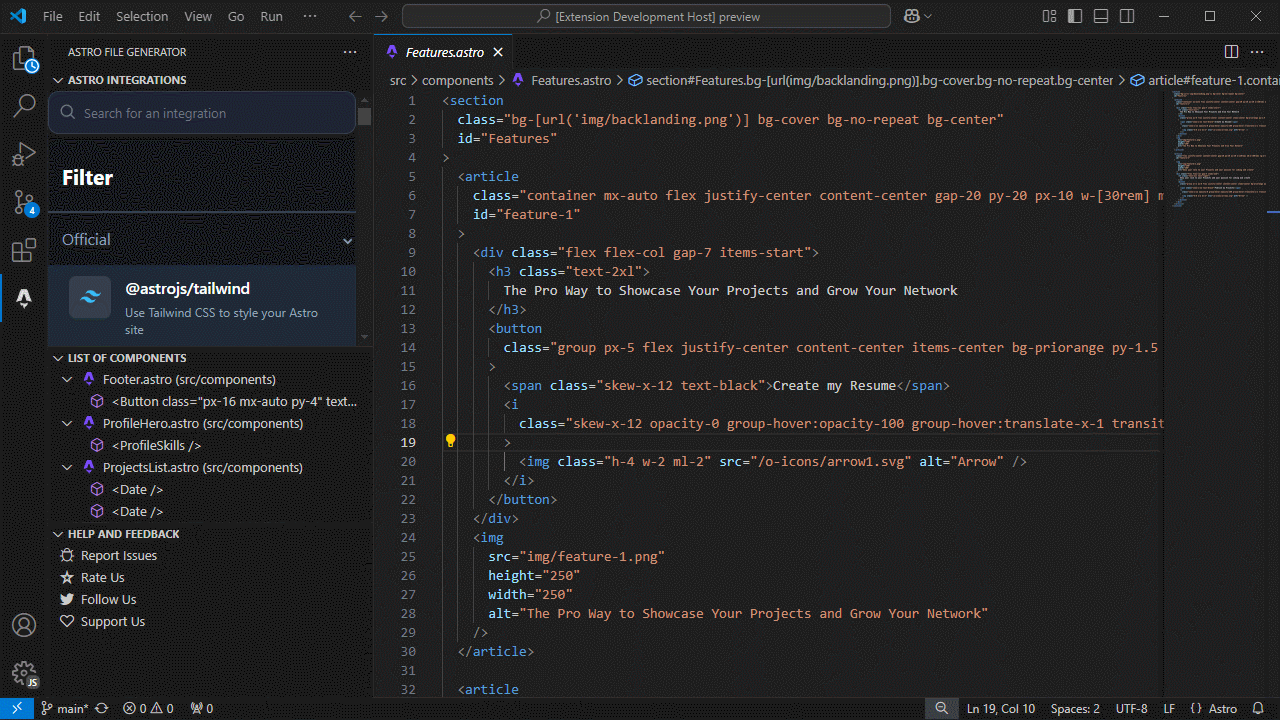 File Edit Selection View Go Run ··· [Extension Development Host] preview
ASTRO FILE GENERATOR ···
ASTRO INTEGRATIONS
Search for an integration
Filter
Official
@astrojs/tailwind
Use Tailwind CSS to style your Astro
site
LIST OF COMPONENTS
Footer.astro (src/components)
<Button class="px-16 mx-auto py-4" text...
ProfileHero.astro (src/components)
<ProfileSkills />
ProjectsList.astro (src/components)
<Date />
<Date />
HELP AND FEEDBACK
Report Issues
Rate Us
Follow Us
Support Us
4
JS
Features.astro
src > components > Features.astro > section#Features.bg-[url(img/backlanding.png)].bg-cover.bg-no-repeat.bg-center > article#feature-1.contai
1 <section
2 class="bg-[url('img/backlanding.png')] bg-cover bg-no-repeat bg-center"
3 id="Features"
4 >
5 <article
6 class="container mx-auto flex justify-center content-center gap-20 py-20 px-10 w-[30rem] m
7 id="feature-1"
8 >
9 <div class="flex flex-col gap-7 items-start">
10 <h3 class="text-2xl">
11 The Pro Way to Showcase Your Projects and Grow Your Network
12 </h3>
13 <button
14 class="group px-5 flex justify-center content-center items-center bg-priorange py-1.5
15 >
16 <span class="skew-x-12 text-black">Create my Resume</span>
17 <i
18 class="skew-x-12 opacity-0 group-hover:opacity-100 group-hover:translate-x-1 transit
19 >
20 <img class="h-4 w-2 ml-2" src="/o-icons/arrow1.svg" alt="Arrow" />
21 </i>
22 </button>
23 </div>
24 <img
25 src="img/feature-1.png"
26 height="250"
27 width="250"
28 alt="The Pro Way to Showcase Your Projects and Grow Your Network"
29 />
30 </article>
31
32 <article
main* 0 0 0 Ln 19, Col 10 Spaces: 2 UTF-8 LF {} Astro